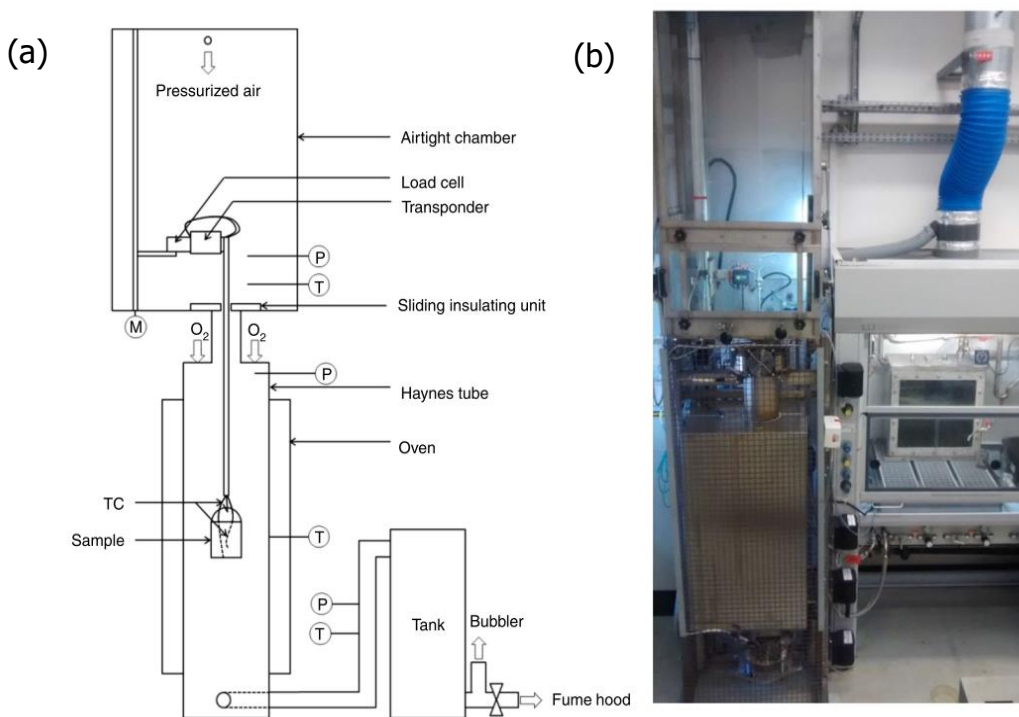 (a)
(b)
Pressurized air
Airtight chamber
Load cell
Transponder
P
T
Sliding insulating unit
M
O2
O2
P
Haynes tube
Oven
TC
Sample
T
P
T
Tank
Bubbler
Fume hood